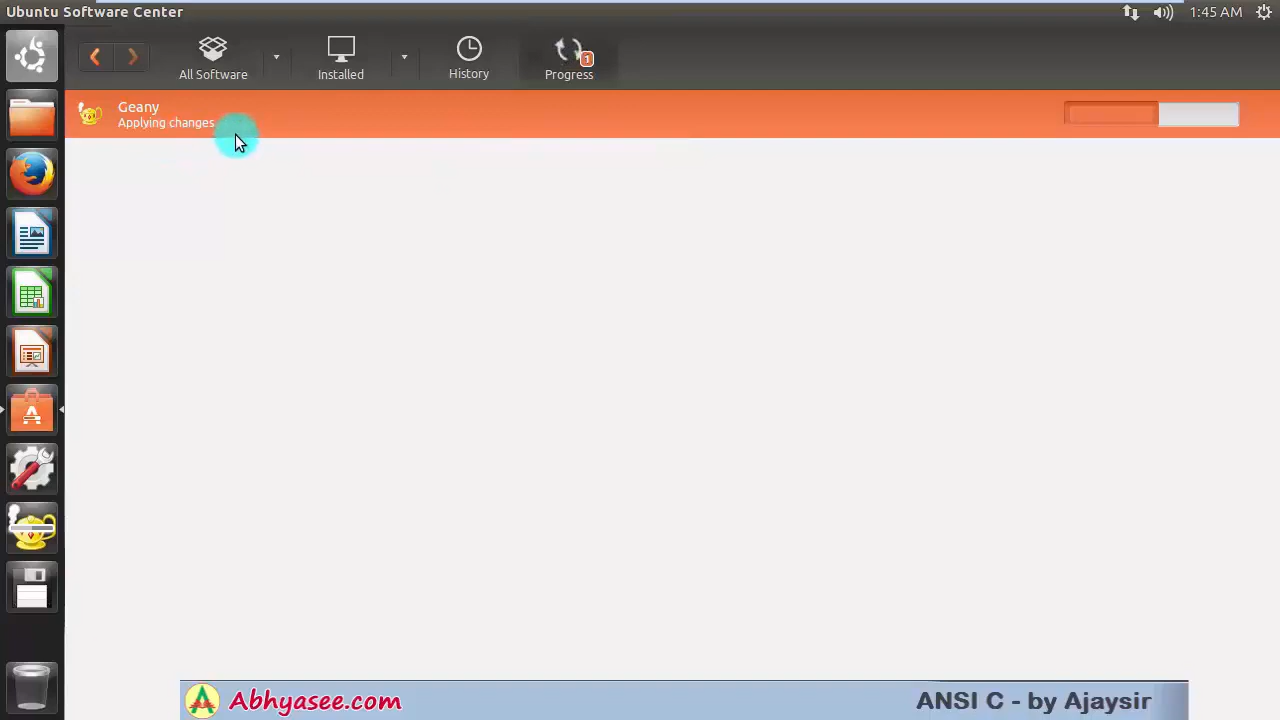 Ubuntu Software Center
1:45 AM
All Software
Installed
History
1
Progress
Geany
Applying changes
Abhyasee.com
ANSI C - by Ajaysir